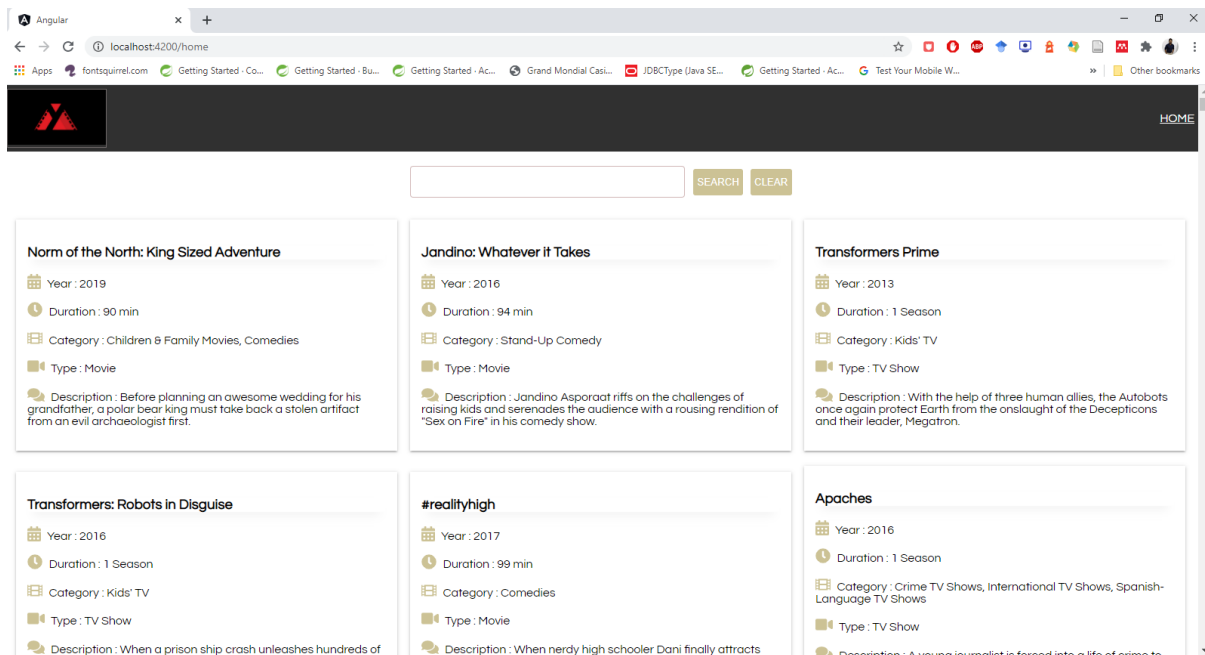 Angular
localhost:4200/home
Apps fontsquirrel.com Getting Started · Co... Getting Started · Bu... Getting Started · Ac... Grand Mondial Casi... JDBCType (Java SE... Getting Started · Ac... Test Your Mobile W... » Other bookmarks
HOME
SEARCH CLEAR
Norm of the North: King Sized Adventure
Year : 2019
Duration : 90 min
Category : Children & Family Movies, Comedies
Type : Movie
Description : Before planning an awesome wedding for his
grandfather, a polar bear king must take back a stolen artifact
from an evil archaeologist first.
Jandino: Whatever it Takes
Year : 2016
Duration : 94 min
Category : Stand-Up Comedy
Type : Movie
Description : Jandino Asporaat riffs on the challenges of
raising kids and serenades the audience with a rousing rendition of
"Sex on Fire" in his comedy show.
Transformers Prime
Year : 2013
Duration : 1 Season
Category : Kids' TV
Type : TV Show
Description : With the help of three human allies, the Autobots
once again protect Earth from the onslaught of the Decepticons
and their leader, Megatron.
Transformers: Robots in Disguise
Year : 2016
Duration : 1 Season
Category : Kids' TV
Type : TV Show
Description : When a prison ship crash unleashes hundreds of
#realityhigh
Year : 2017
Duration : 99 min
Category : Comedies
Type : Movie
Description : When nerdy high schooler Dani finally attracts
Apaches
Year : 2016
Duration : 1 Season
Category : Crime TV Shows, International TV Shows, Spanish-
Language TV Shows
Type : TV Show
Description : A young journalist is forced into a life of crime to